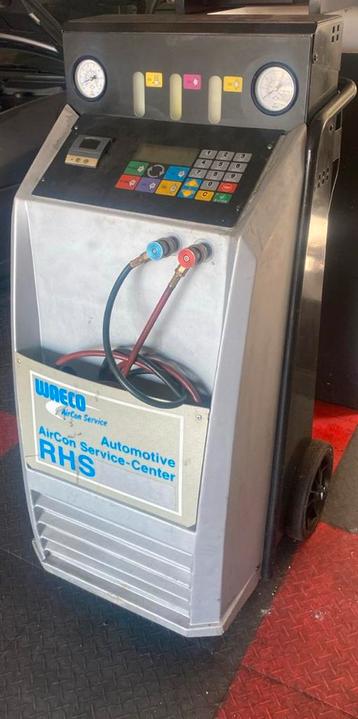 WAECO
AirCon Service
Automotive
AirCon Service-Center
RHS